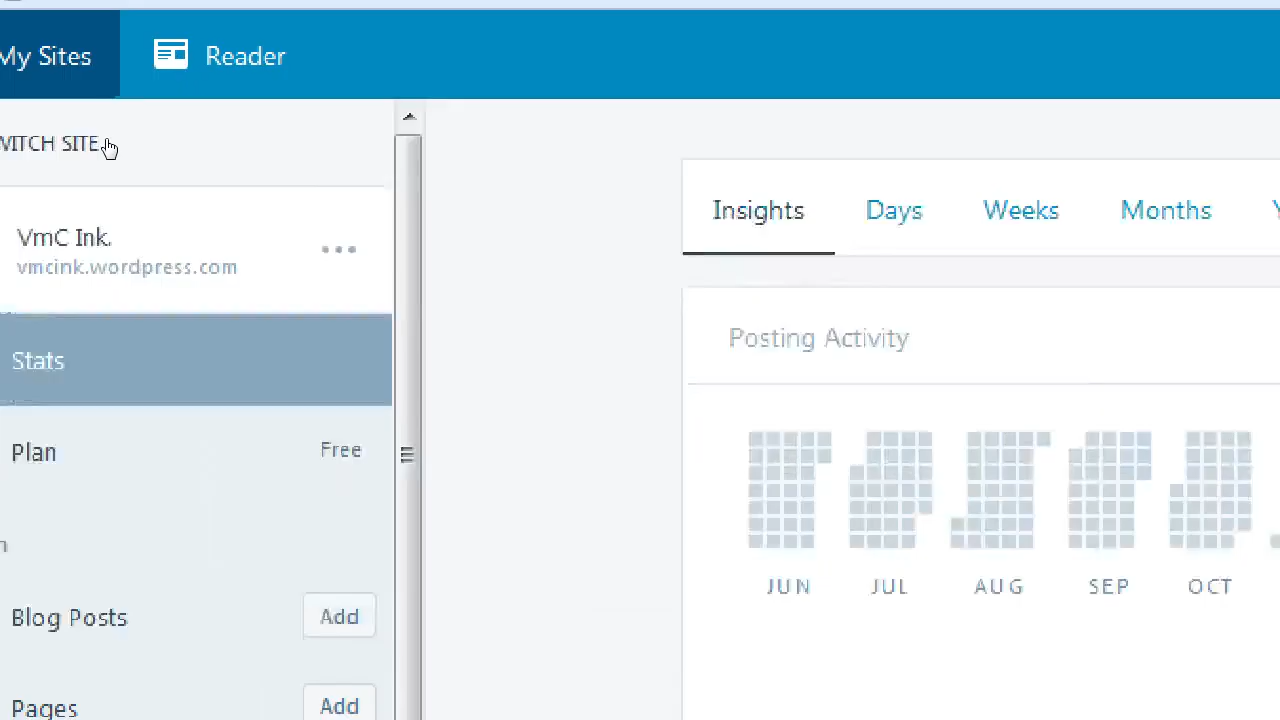 My Sites
Reader
WITCH SITE
VmC Ink.
vmcink.wordpress.com
Stats
Plan
Free
Blog Posts
Add
Pages
Add
Insights
Days
Weeks
Months
Posting Activity
JUN
JUL
AUG
SEP
OCT